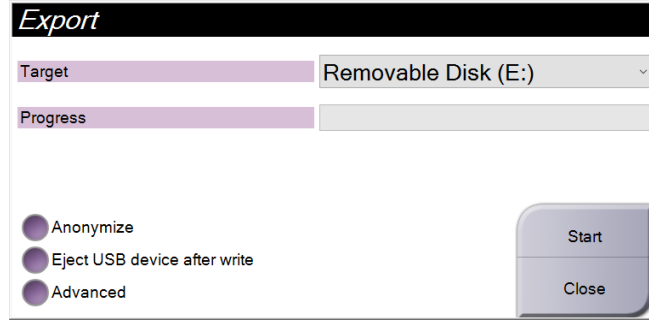 Export
Target
Removable Disk (E:)
Progress
Anonymize
Eject USB device after write
Advanced
Start
Close